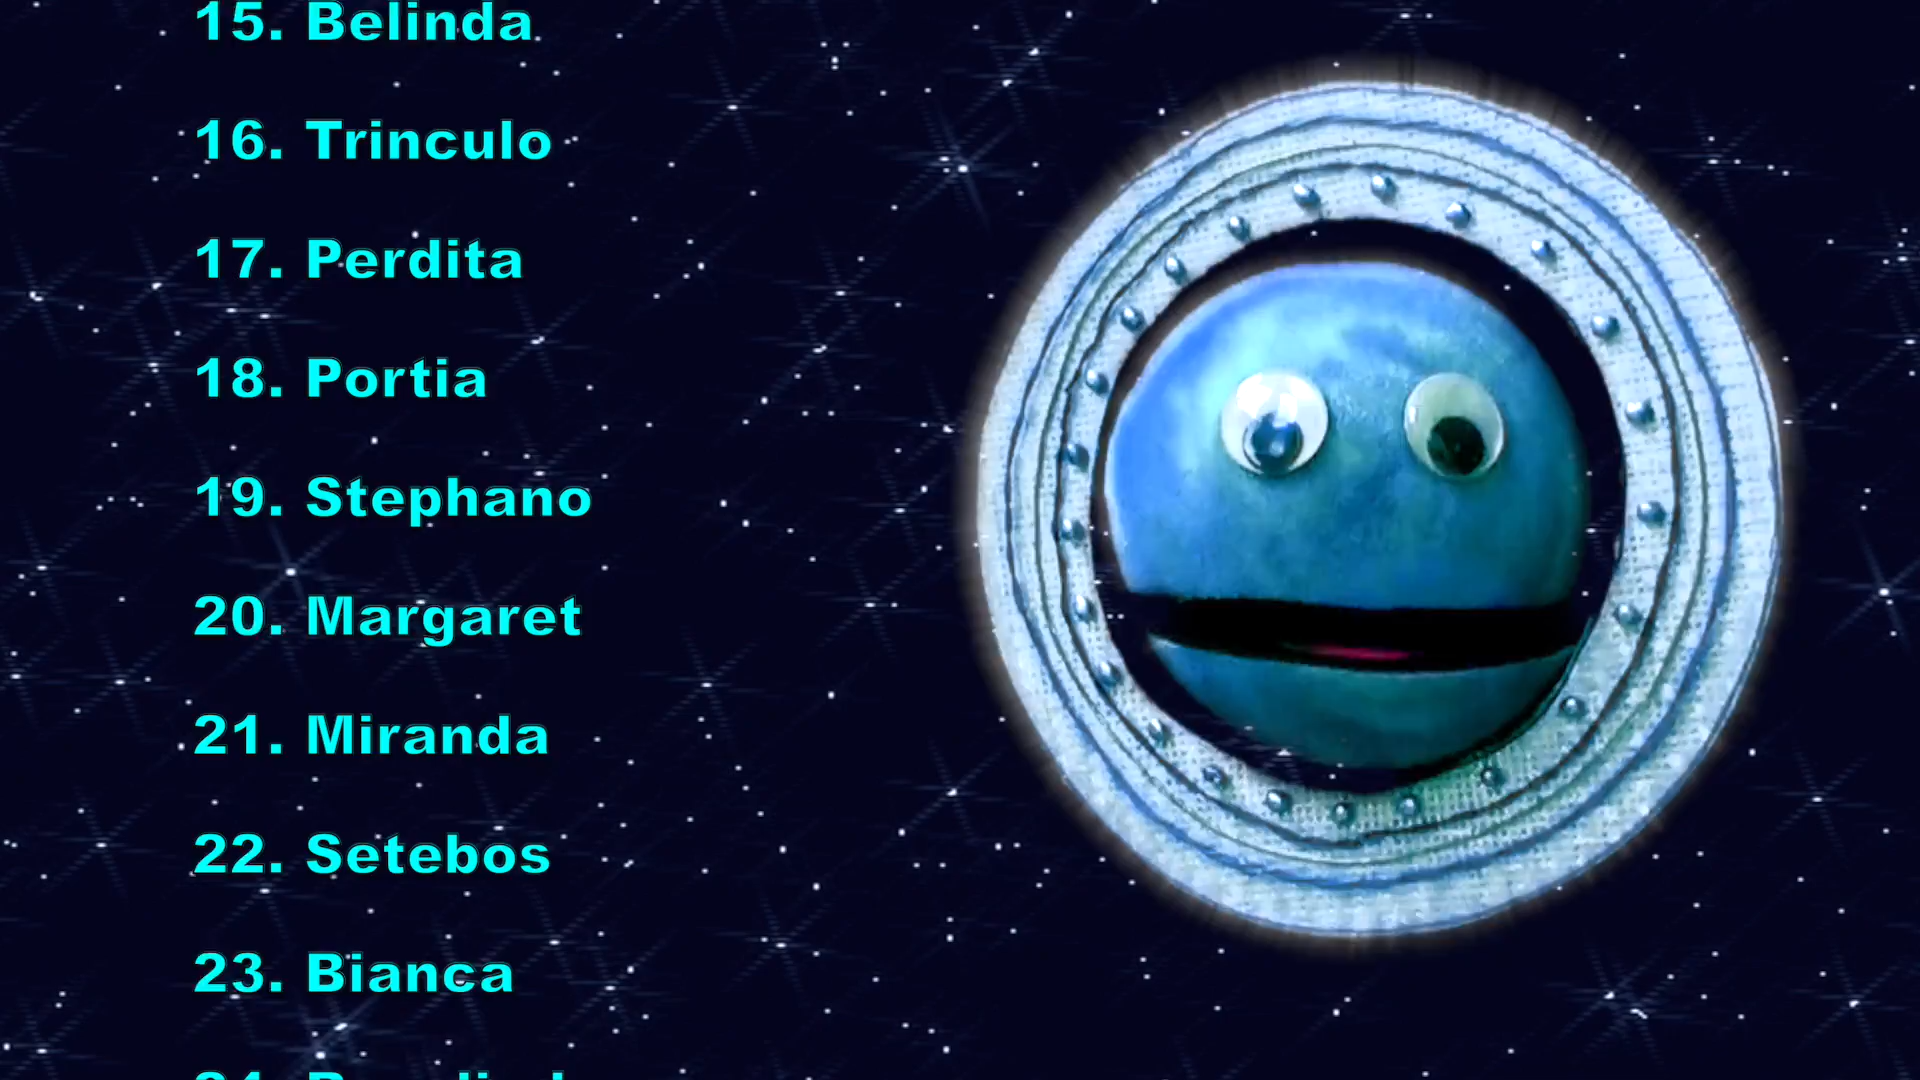 15. Belinda
16. Trinculo
17. Perdita
18. Portia
19. Stephano
20. Margaret
21. Miranda
22. Setebos
23. Bianca